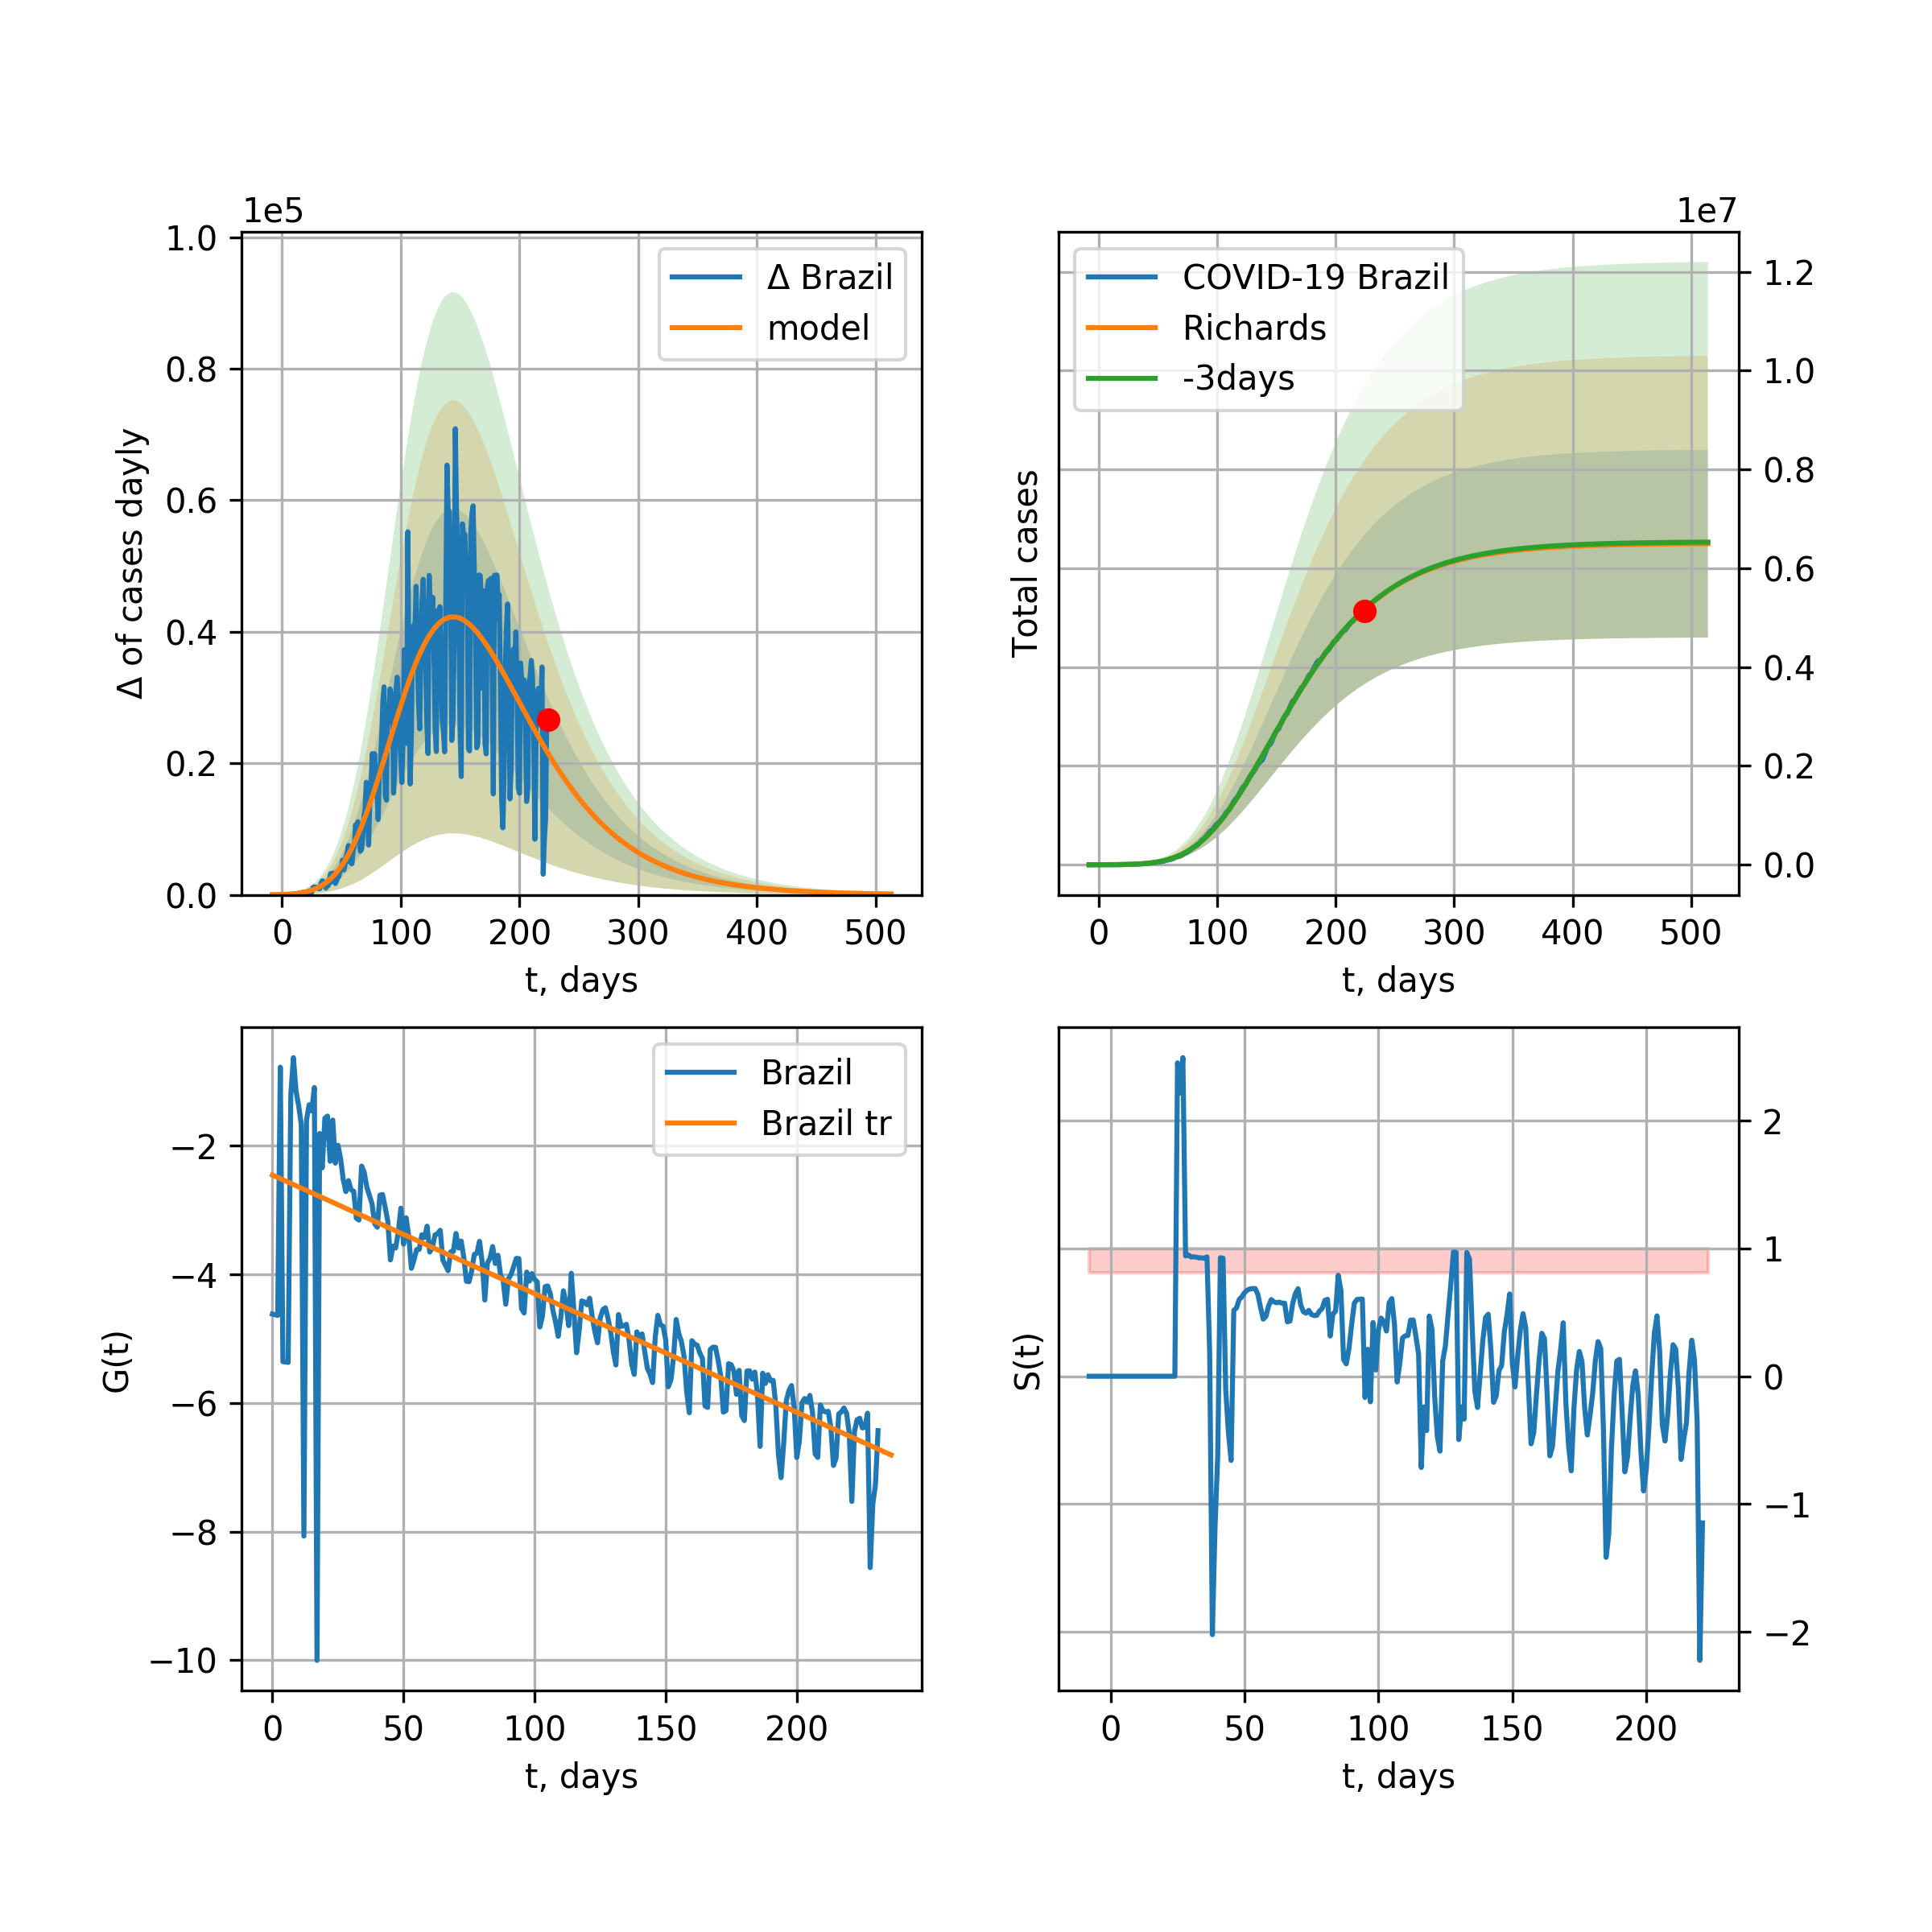 1e5
1.0
0.8
0.6
0.4
0.2
0.0
Δ of cases dayly
0 100 200 300 400 500
t, days
Δ Brazil
model
1e7
1.2
1.0
0.8
0.6
0.4
0.2
0.0
Total cases
0 100 200 300 400 500
t, days
COVID-19 Brazil
Richards
-3days
−2
−4
−6
−8
−10
G(t)
0 50 100 150 200
t, days
Brazil
Brazil tr
2
1
0
−1
−2
S(t)
0 50 100 150 200
t, days